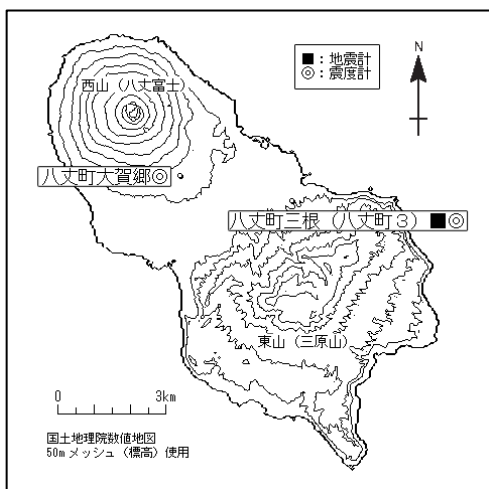 西山（八丈富士）
■：地震計
◎：震度計
N
八丈町大賀郷◎
八丈町三根（八丈町３）■◎
東山（三原山）
0 3km
国土地理院数値地図
50mメッシュ（標高）使用